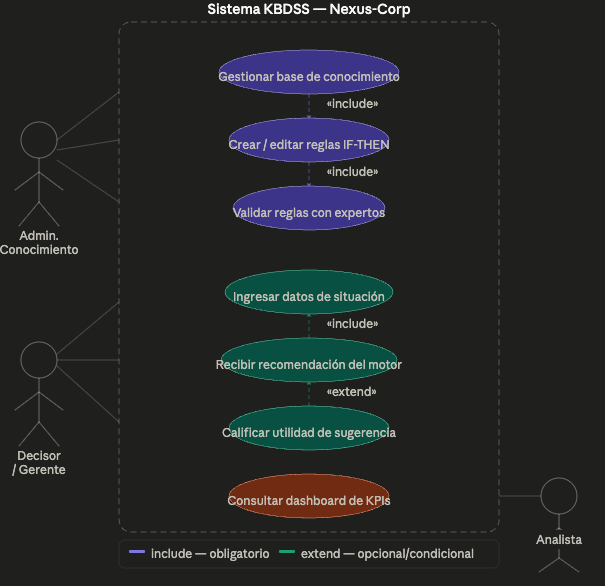 Sistema KBDSS — Nexus-Corp
Gestionar base de conocimiento
«include»
Crear / editar reglas IF-THEN
«include»
Validar reglas con expertos
Admin.
Conocimiento
Ingresar datos de situación
«include»
Recibir recomendación del motor
«extend»
Calificar utilidad de sugerencia
Decisor
/ Gerente
Consultar dashboard de KPIs
Analista
include — obligatorio
extend — opcional/condicional